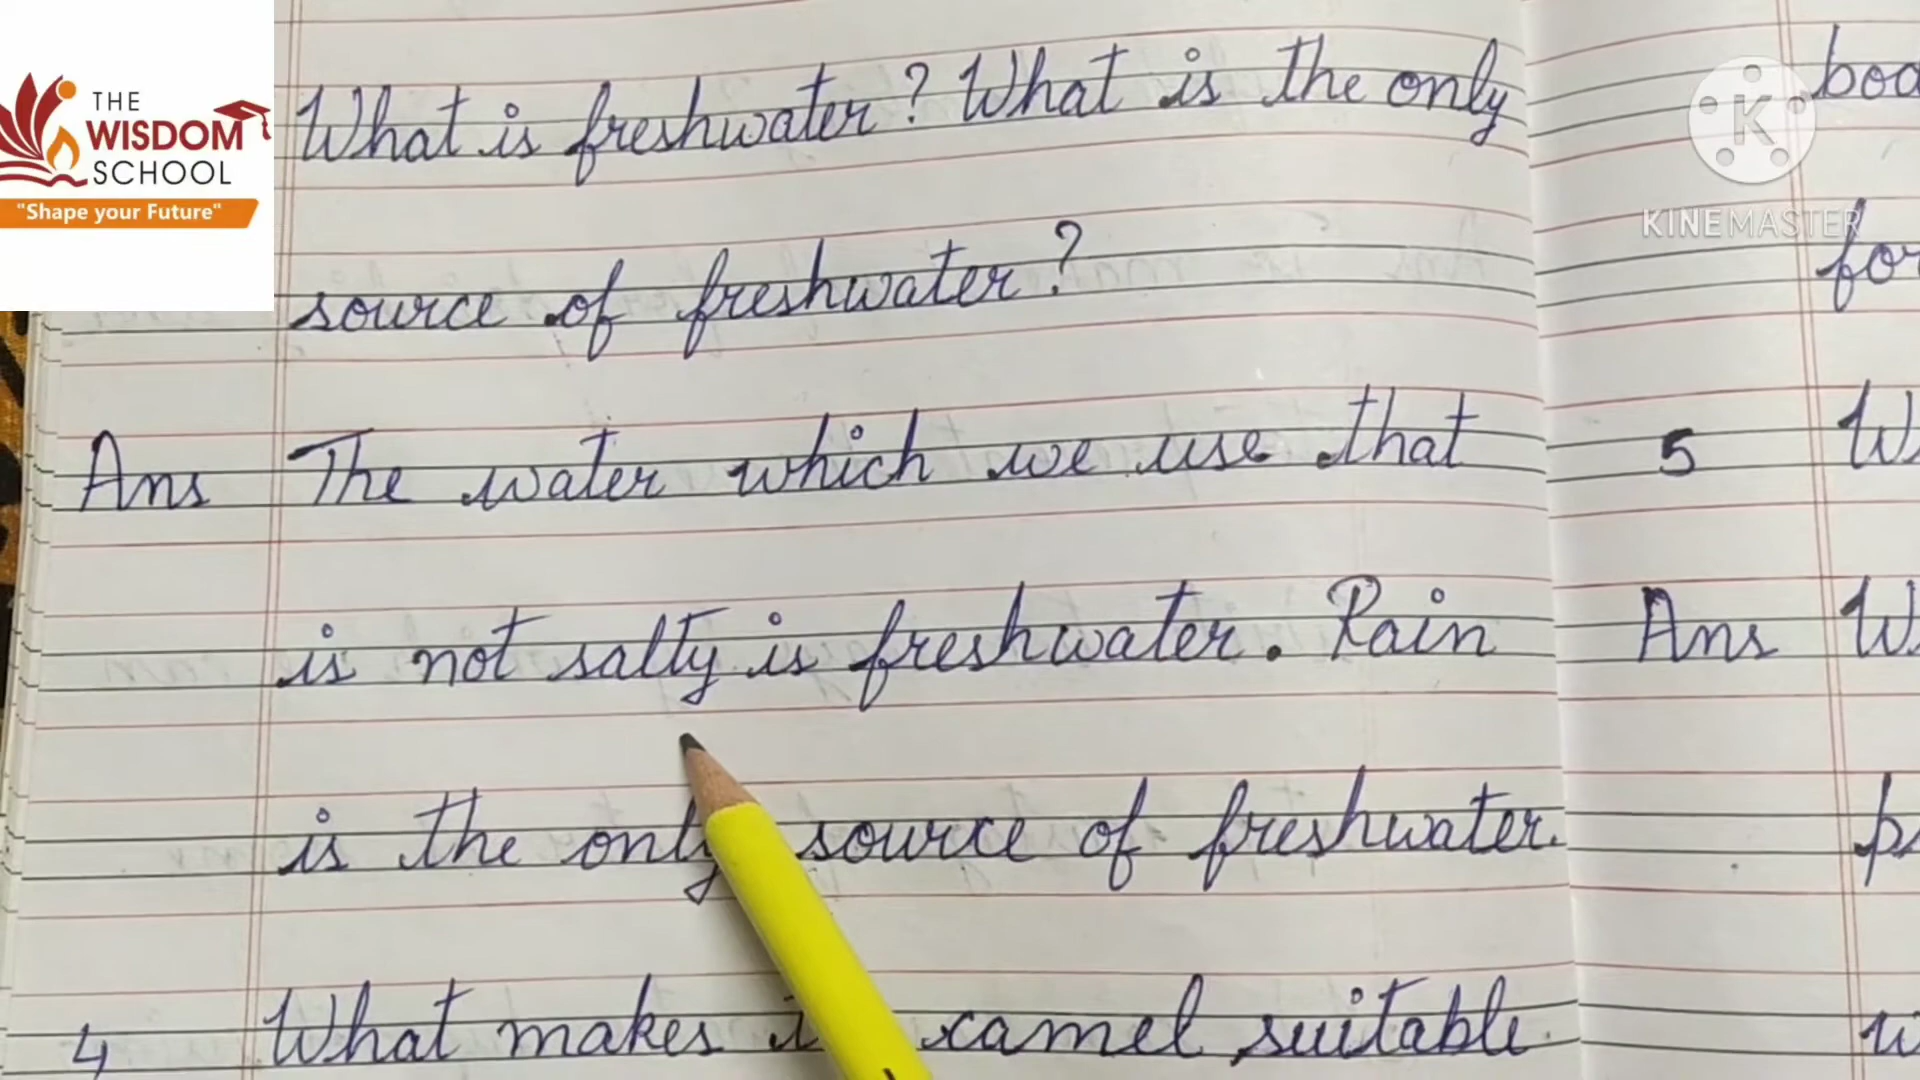 THE
WISDOM
SCHOOL
"Shape your Future"
What is freshwater? What is the only
source of freshwater?
Ans The water which we use that
is not salty is freshwater. Rain
is the only source of freshwater.
4 What makes camel suitable
KINEMASTER
for
5
Ans